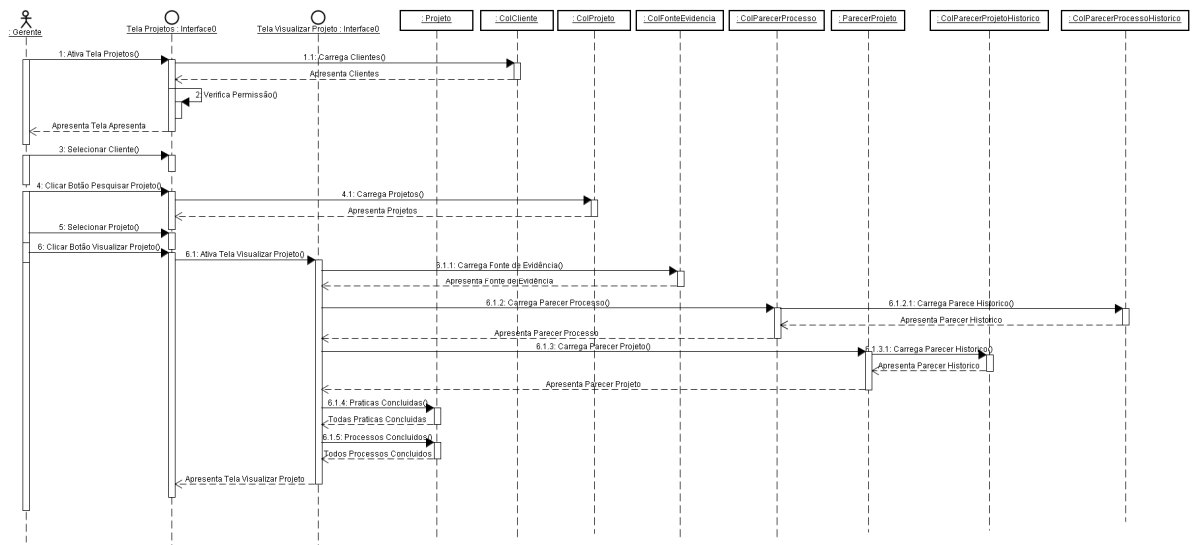 : Gerente
Tela Projetos : Interface0
Tela Visualizar Projeto : Interface0
: Projeto
: ColCliente
: ColProjeto
: ColFonteEvidencia
: ColParecerProcesso
: ParecerProjeto
: ColParecerProjetoHistorico
: ColParecerProcessoHistorico
1: Ativa Tela Projetos()
1.1: Carrega Clientes()
Apresenta Clientes
2: Verifica Permissão()
Apresenta Tela Apresenta
3: Selecionar Cliente()
4: Clicar Botão Pesquisar Projeto()
4.1: Carrega Projetos()
Apresenta Projetos
5: Selecionar Projeto()
6: Clicar Botão Visualizar Projeto()
6.1: Ativa Tela Visualizar Projeto()
6.1.1: Carrega Fonte de Evidência()
Apresenta Fonte de Evidência
6.1.2: Carrega Parecer Processo()
6.1.2.1: Carrega Parece Historico()
Apresenta Parecer Historico
Apresenta Parecer Processo
6.1.3: Carrega Parecer Projeto()
6.1.3.1: Carrega Parecer Historico()
Apresenta Parecer Historico
Apresenta Parecer Projeto
6.1.4: Praticas Concluidas()
Todas Praticas Concluidas
6.1.5: Processos Concluidos()
Todos Processos Concluidos
Apresenta Tela Visualizar Projeto